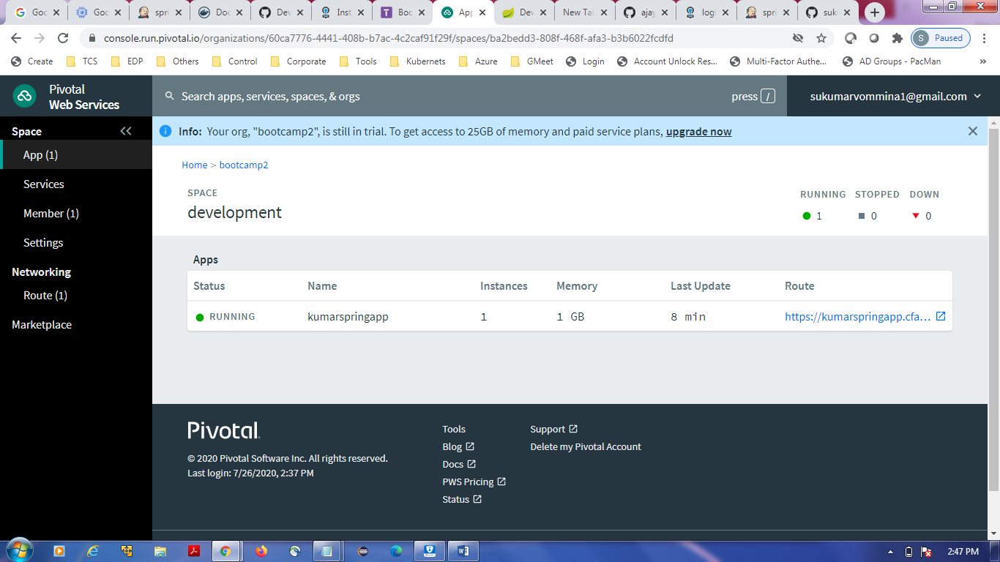 Goc
Goc
spri
Doc
Dev
Inst
Boc
App
Dev
New Tal
ajay
logi
spri
suk
console.run.pivotal.io/organizations/60ca7776-4441-408b-b7ac-4c2caf91f29f/spaces/ba2bedd3-808f-468f-afa3-b3b6022fcdfd
S Paused
Create TCS EDP Others Control Corporate Tools Kubernetes Azure GMeet Login Account Unlock Res... Multi-Factor Authe... AD Groups - PacMan »
Pivotal
Web Services
Search apps, services, spaces, & orgs
press /
sukumarvommina1@gmail.com
Space
App (1)
Services
Member (1)
Settings
Networking
Route (1)
Marketplace
Info: Your org, "bootcamp2", is still in trial. To get access to 25GB of memory and paid service plans, upgrade now
Home > bootcamp2
SPACE
development
RUNNING STOPPED DOWN
1 0 0
Apps
Status Name Instances Memory Last Update Route
RUNNING kumarspringapp 1 1 GB 8 min https://kumarspringapp.cfa...
Pivotal
© 2020 Pivotal Software Inc. All rights reserved.
Last login: 7/26/2020, 2:37 PM
Tools
Blog
Docs
PWS Pricing
Status
Support
Delete my Pivotal Account
2:47 PM